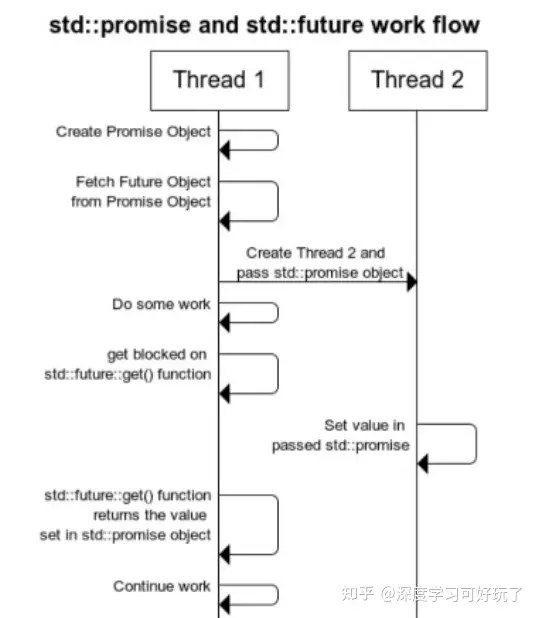 std::promise and std::future work flow
Thread 1
Thread 2
Create Promise Object
Fetch Future Object
from Promise Object
Create Thread 2 and
pass std::promise object
Do some work
get blocked on
std::future::get() function
Set value in
passed std::promise
std::future::get() function
returns the value
set in std::promise object
Continue work
知乎 @深度学习可好玩了